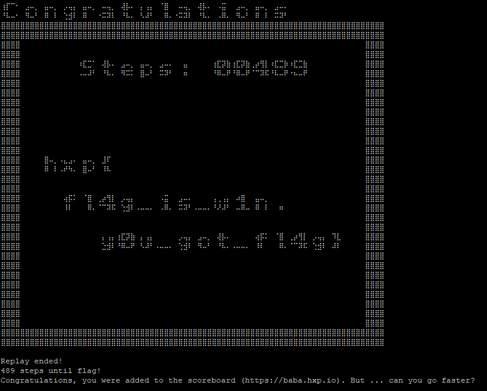 Congratulations
Steps: 00489
hxp{
fl4g_is_win.
y0u_got_fl4g}
Replay ended!
489 steps until flag!
Congratulations, you were added to the scoreboard (https://baba.hxp.io). But ... can you go faster?